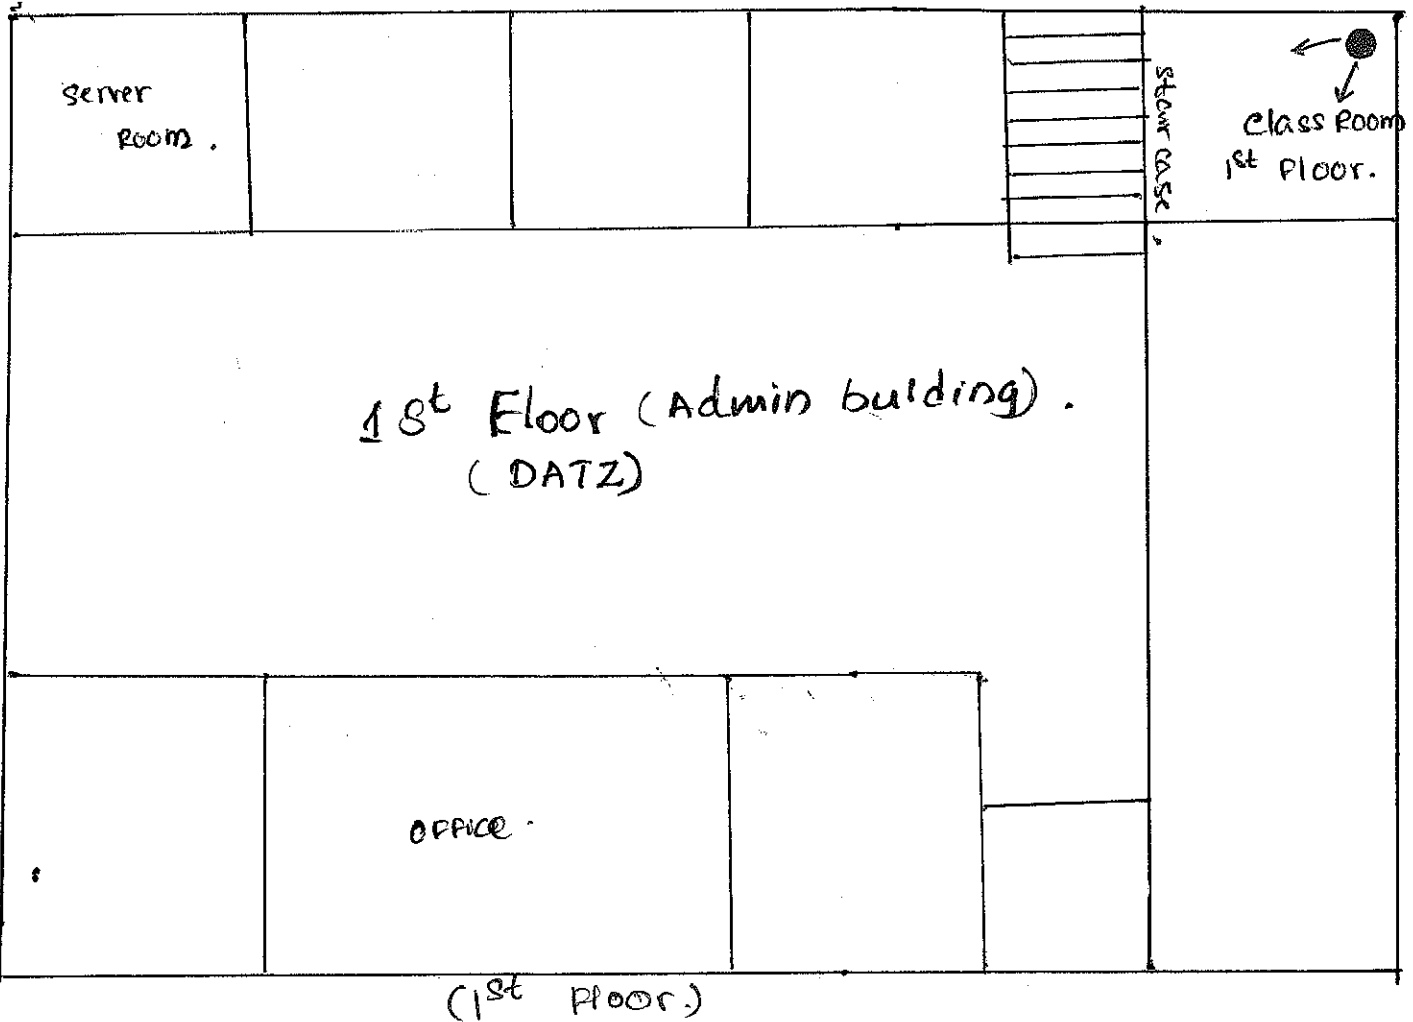 Server
Room.
Stair case
Class Room
1st Floor.
1st Floor (Admin bulding).
(DATZ)
OFFice.
(1st Floor.)